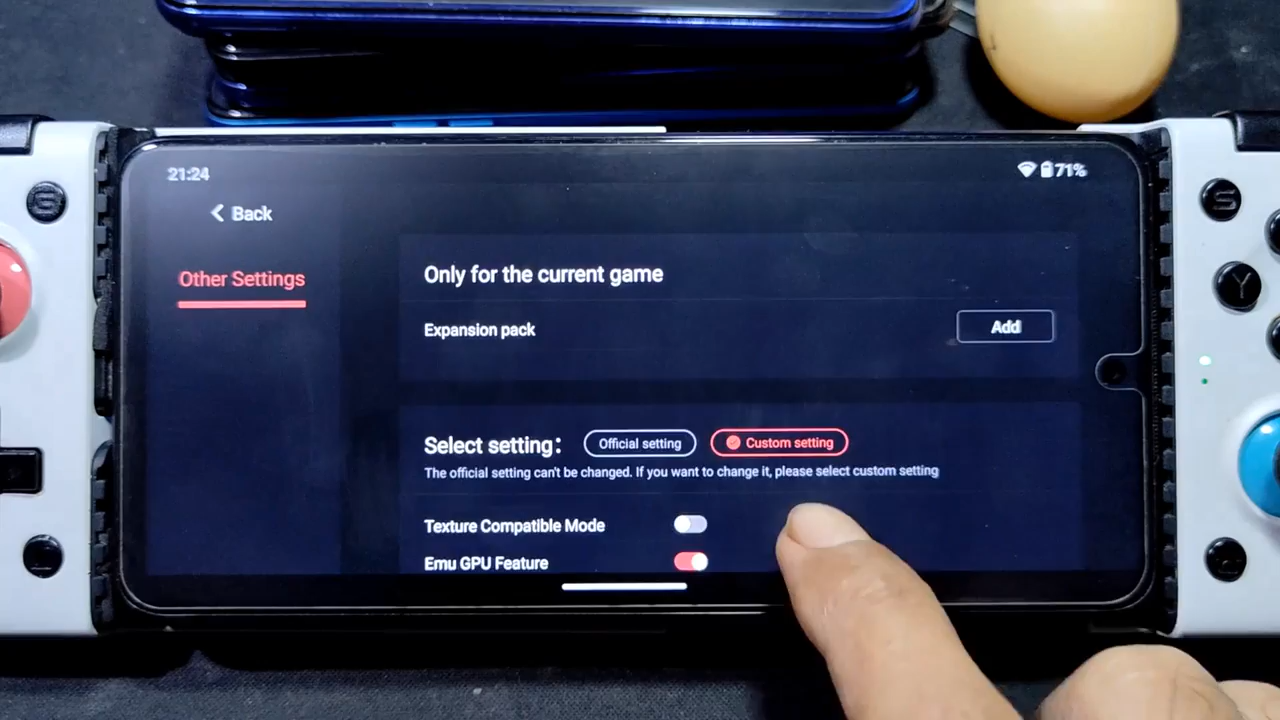 21:24
71%
Back
Other Settings
Only for the current game
Expansion pack
Add
Select setting:
Official setting
Custom setting
The official setting can't be changed. If you want to change it, please select custom setting
Texture Compatible Mode
Emu GPU Feature
S
Y